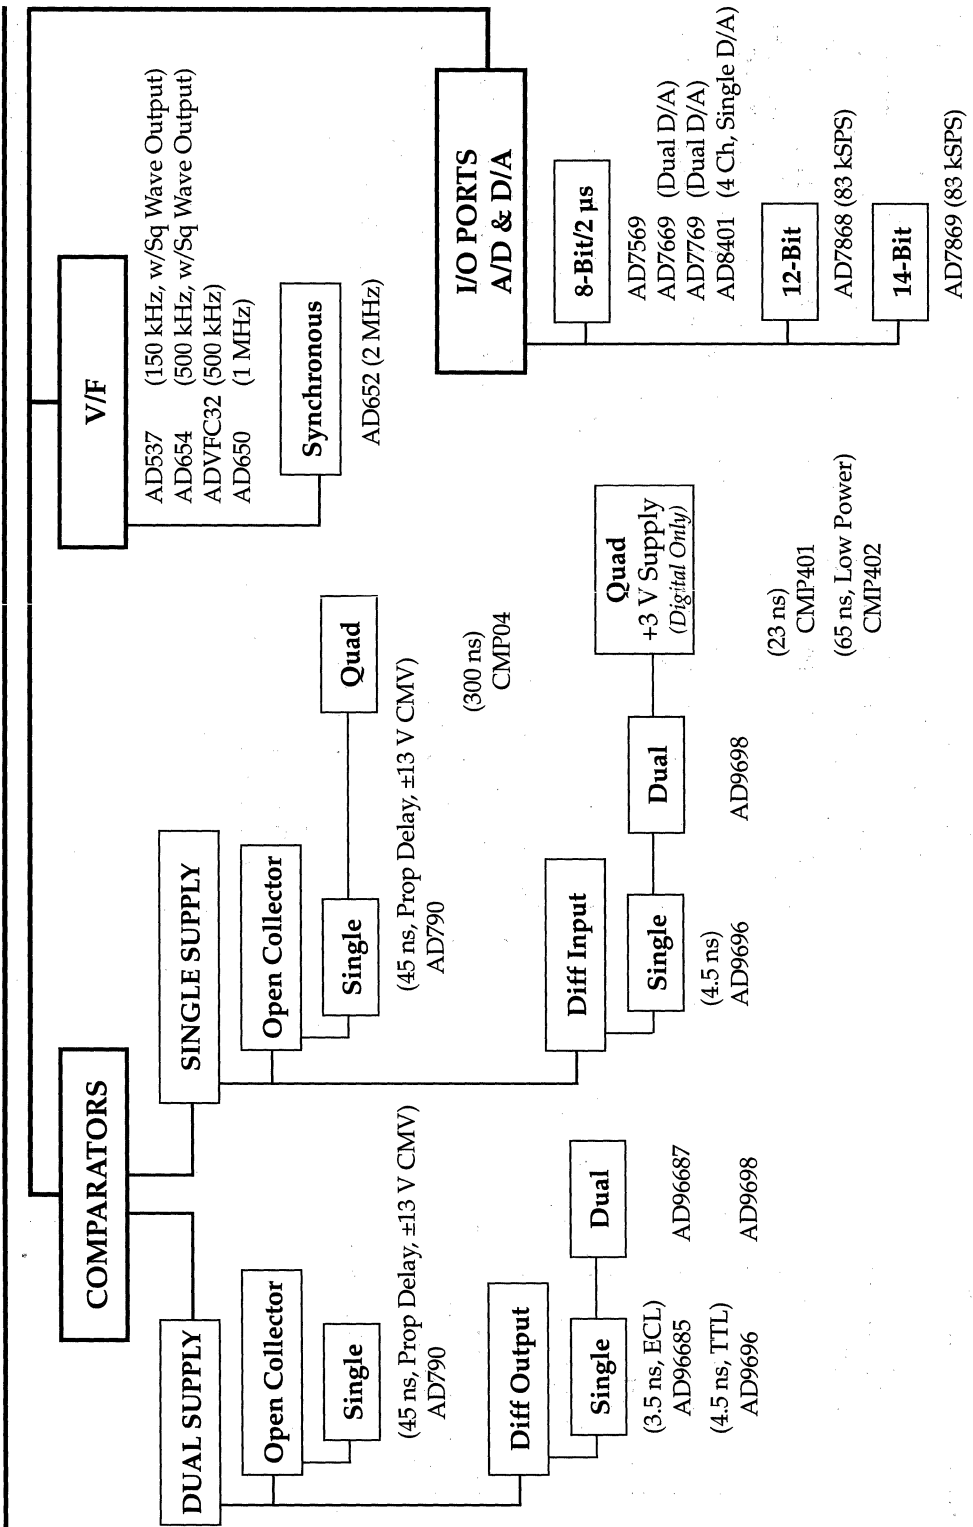 COMPARATORS
DUAL SUPPLY
Open Collector
Single
(45 ns, Prop Delay, ±13 V CMV)
AD790
Diff Output
Single
Dual
(3.5 ns, ECL)
AD96685
AD96687
(4.5 ns, TTL)
AD9696
AD9698
SINGLE SUPPLY
Open Collector
Single
Quad
(45 ns, Prop Delay, ±13 V CMV)
AD790
(300 ns)
CMP04
Diff Input
Single
Dual
Quad
+3 V Supply
(Digital Only)
(4.5 ns)
AD9696
AD9698
(23 ns)
CMP401
(65 ns, Low Power)
CMP402
V/F
AD537 (150 kHz, w/Sq Wave Output)
AD654 (500 kHz, w/Sq Wave Output)
ADVFC32 (500 kHz)
AD650 (1 MHz)
Synchronous
AD652 (2 MHz)
I/O PORTS
A/D & D/A
8-Bit/2 µs
AD7569
AD7669 (Dual D/A)
AD7769 (Dual D/A)
AD8401 (4 Ch, Single D/A)
12-Bit
AD7868 (83 kSPS)
14-Bit
AD7869 (83 kSPS)